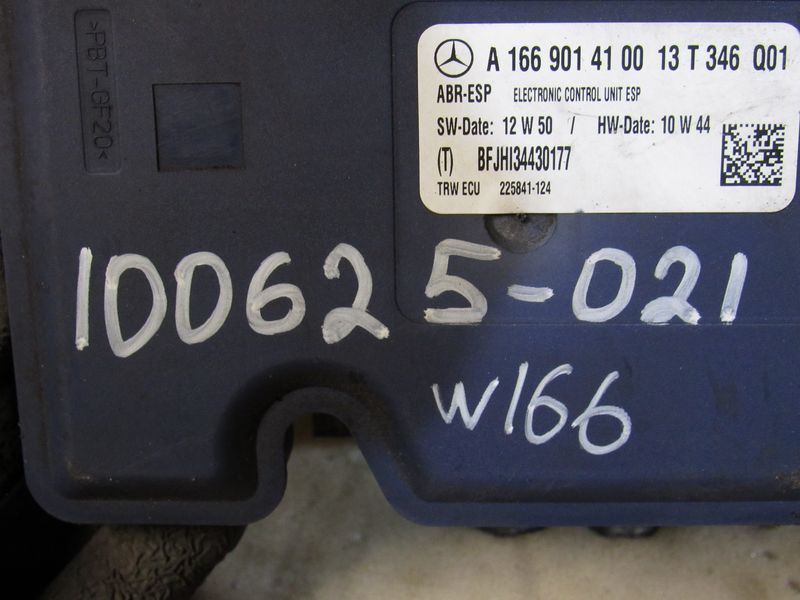 >PBT-GF20<
A 166 901 41 00 13 T 346 Q01
ABR-ESP ELECTRONIC CONTROL UNIT ESP
SW-Date: 12 W 50 / HW-Date: 10 W 44
(T) BFJHI34430177
TRW ECU 225841-124
100625-021
W166